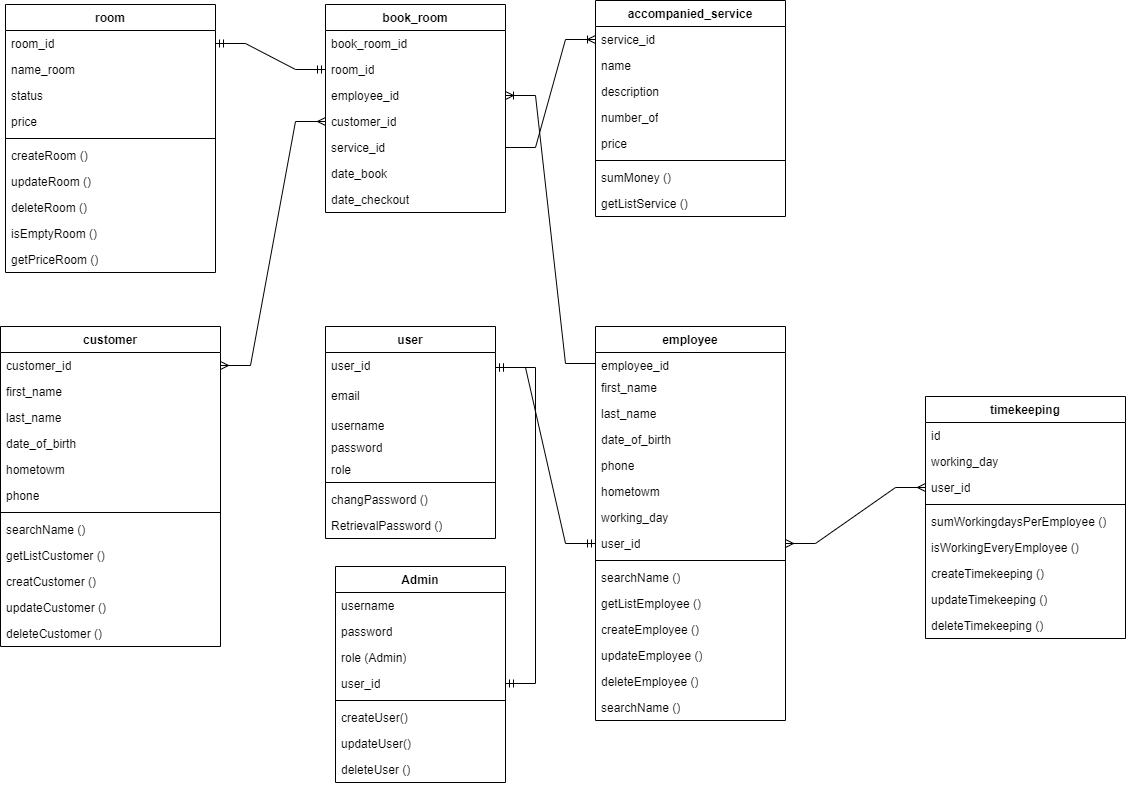 room
room_id
name_room
status
price
createRoom ()
updateRoom ()
deleteRoom ()
isEmptyRoom ()
getPriceRoom ()
book_room
book_room_id
room_id
employee_id
customer_id
service_id
date_book
date_checkout
accompanied_service
service_id
name
description
number_of
price
sumMoney ()
getListService ()
customer
customer_id
first_name
last_name
date_of_birth
hometowm
phone
searchName ()
getListCustomer ()
creatCustomer ()
updateCustomer ()
deleteCustomer ()
user
user_id
email
username
password
role
changPassword ()
RetrievalPassword ()
Admin
username
password
role (Admin)
user_id
createUser()
updateUser()
deleteUser ()
employee
employee_id
first_name
last_name
date_of_birth
phone
hometowm
working_day
user_id
searchName ()
getListEmployee ()
createEmployee ()
updateEmployee ()
deleteEmployee ()
searchName ()
timekeeping
id
working_day
user_id
sumWorkingdaysPerEmployee ()
isWorkingEveryEmployee ()
createTimekeeping ()
updateTimekeeping ()
deleteTimekeeping ()